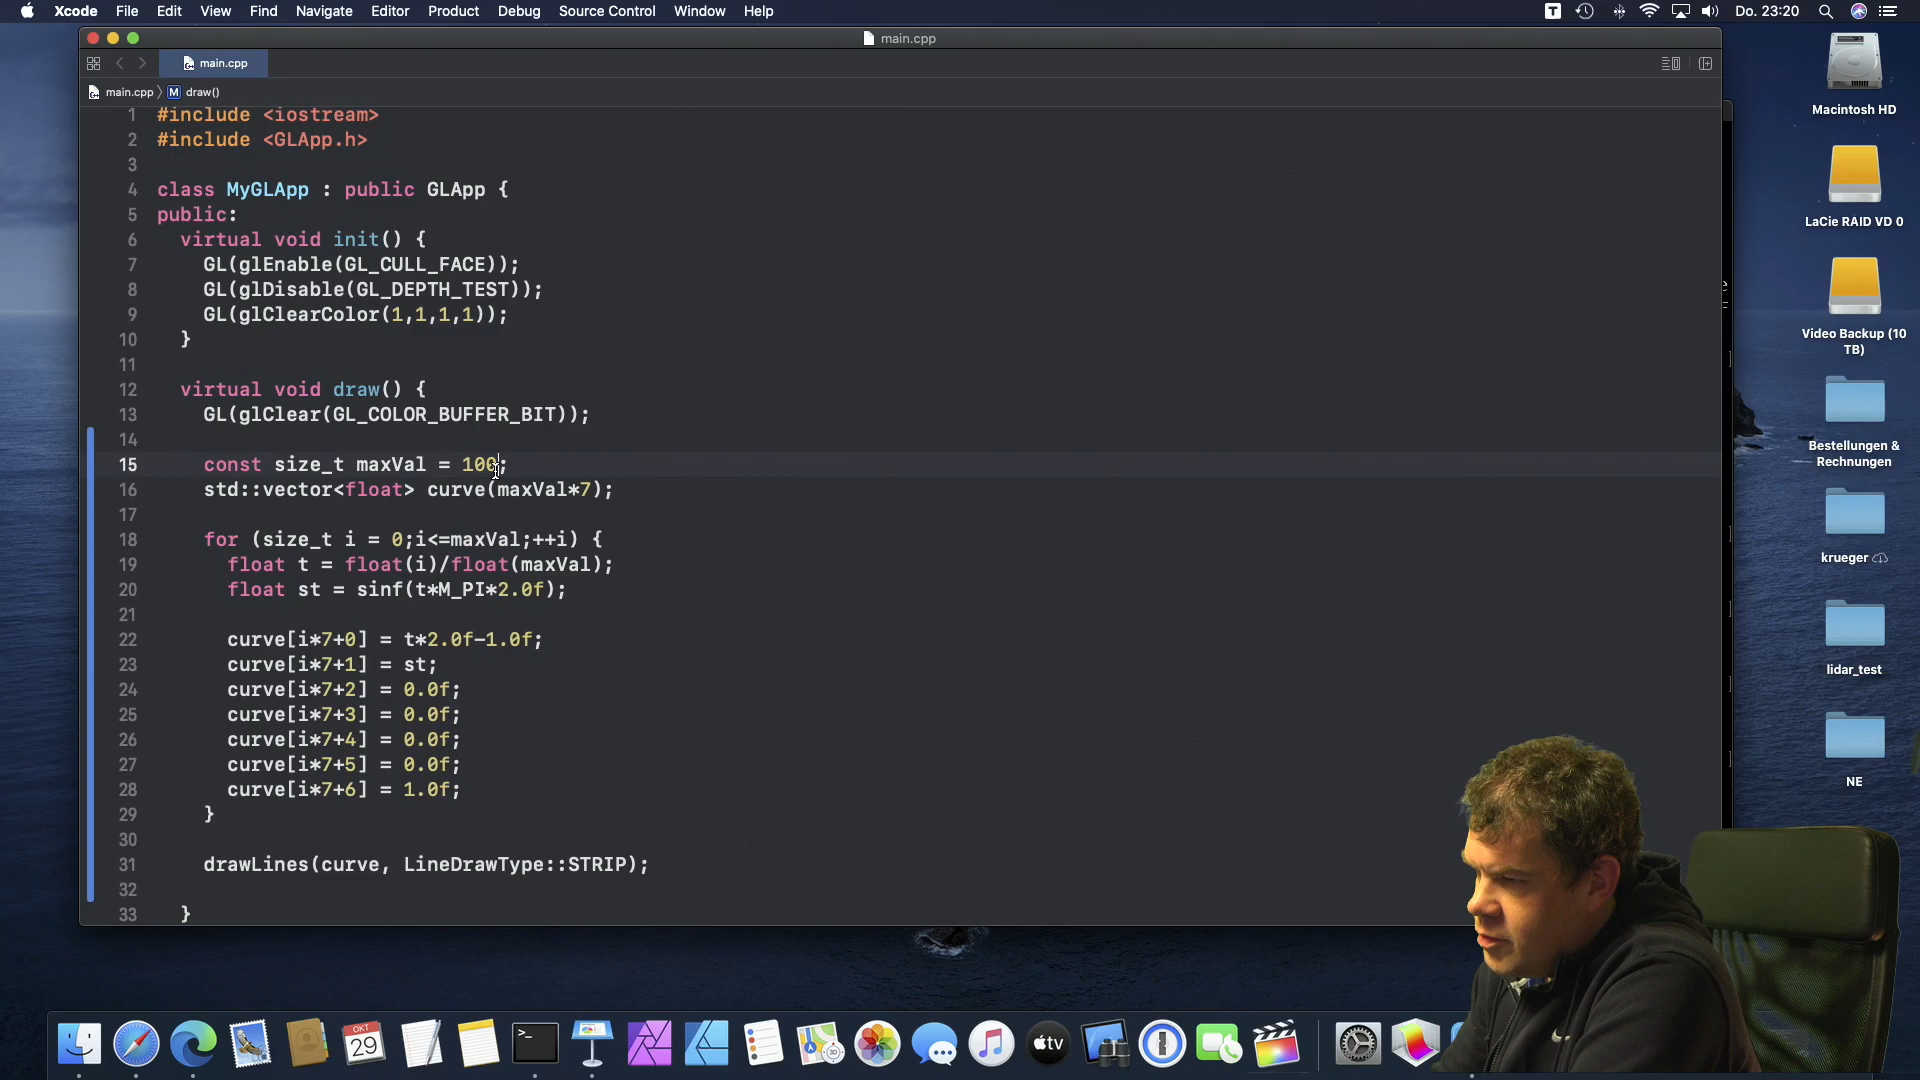 Xcode File Edit View Find Navigate Editor Product Debug Source Control Window Help
Do. 23:20
main.cpp
main.cpp
main.cpp M draw()
1 #include <iostream>
2 #include <GLApp.h>
3
4 class MyGLApp : public GLApp {
5 public:
6 virtual void init() {
7 GL(glEnable(GL_CULL_FACE));
8 GL(glDisable(GL_DEPTH_TEST));
9 GL(glClearColor(1,1,1,1));
10 }
11
12 virtual void draw() {
13 GL(glClear(GL_COLOR_BUFFER_BIT));
14
15 const size_t maxVal = 100;
16 std::vector<float> curve(maxVal*7);
17
18 for (size_t i = 0;i<=maxVal;++i) {
19 float t = float(i)/float(maxVal);
20 float st = sinf(t*M_PI*2.0f);
21
22 curve[i*7+0] = t*2.0f-1.0f;
23 curve[i*7+1] = st;
24 curve[i*7+2] = 0.0f;
25 curve[i*7+3] = 0.0f;
26 curve[i*7+4] = 0.0f;
27 curve[i*7+5] = 0.0f;
28 curve[i*7+6] = 1.0f;
29 }
30
31 drawLines(curve, LineDrawType::STRIP);
32
33 }
Macintosh HD
LaCie RAID VD 0
Video Backup (10
TB)
Bestellungen &
Rechnungen
krueger
lidar_test
NE
OKT
29
tv